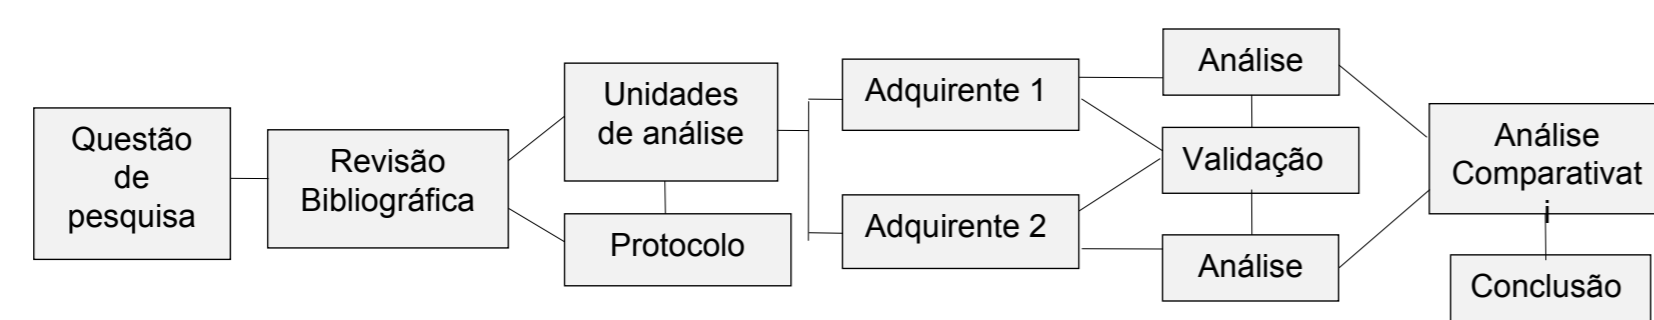 Questão
de
pesquisa
Revisão
Bibliográfica
Unidades
de análise
Protocolo
Adquirente 1
Adquirente 2
Análise
Validação
Análise
Análise
Comparativat
i
Conclusão